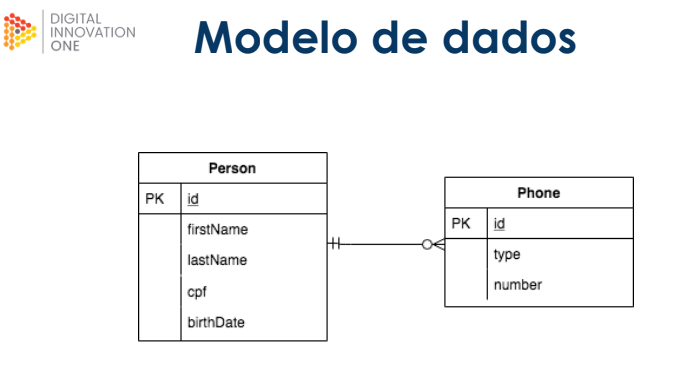 DIGITAL
INNOVATION
ONE
Modelo de dados
Person
PK id
firstName
lastName
cpf
birthDate
Phone
PK id
type
number